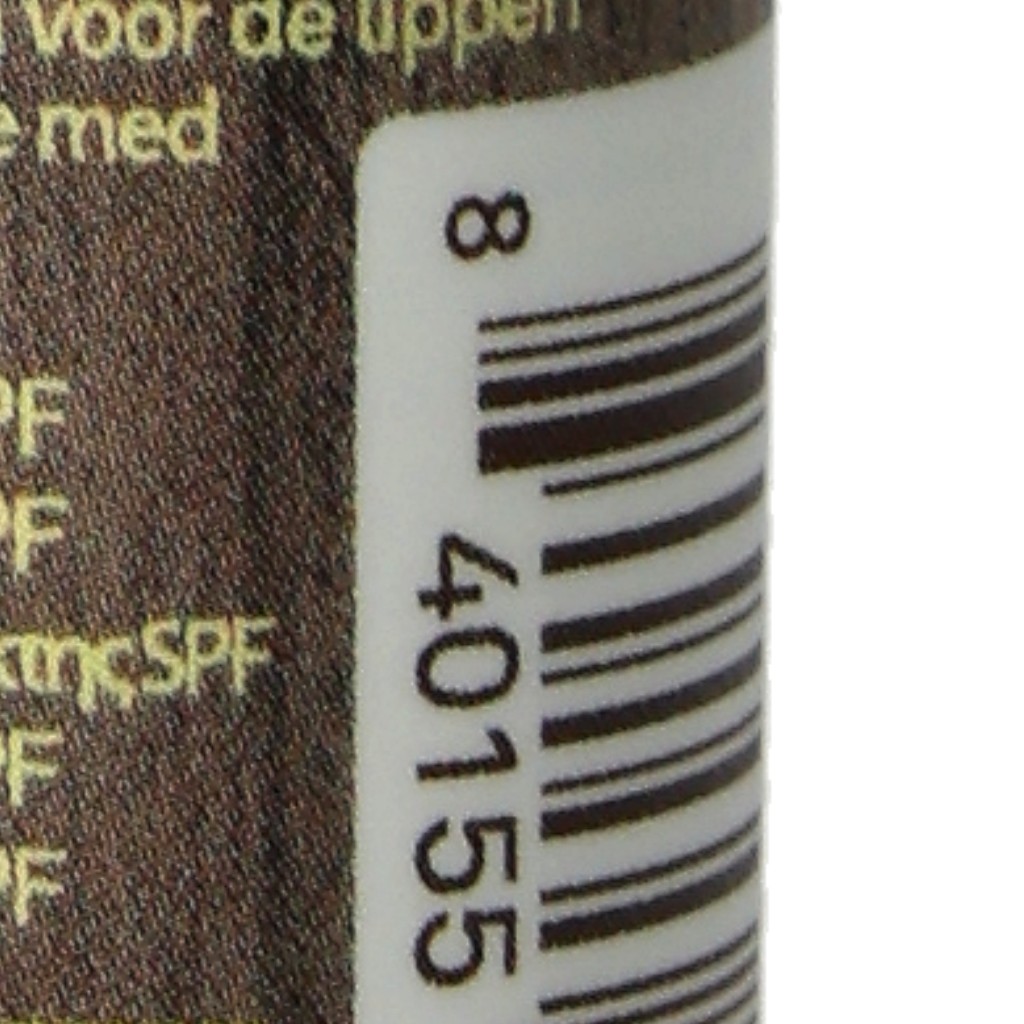 voor de lippen
e med
PF
PF
SPF
PF
PF
8 40155